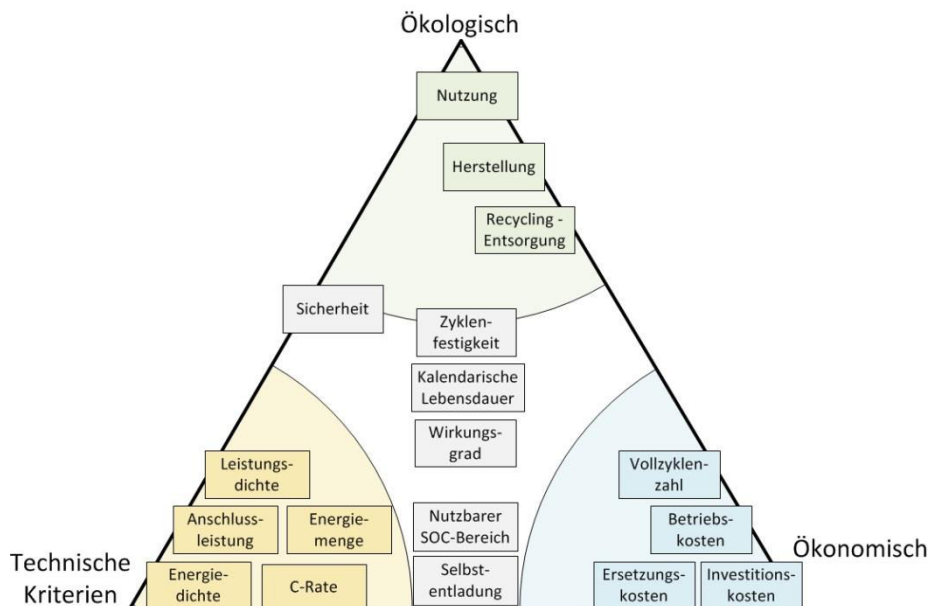 Ökologisch
Nutzung
Herstellung
Recycling -
Entsorgung
Sicherheit
Zyklen-
festigkeit
Kalendarische
Lebensdauer
Wirkungs-
grad
Leistungs-
dichte
Vollzyklen-
zahl
Anschluss-
leistung
Energie-
menge
Nutzbarer
SOC-Bereich
Betriebs-
kosten
Ökonomisch
Technische
Kriterien
Energie-
dichte
C-Rate
Selbst-
entladung
Ersetzungs-
kosten
Investitions-
kosten